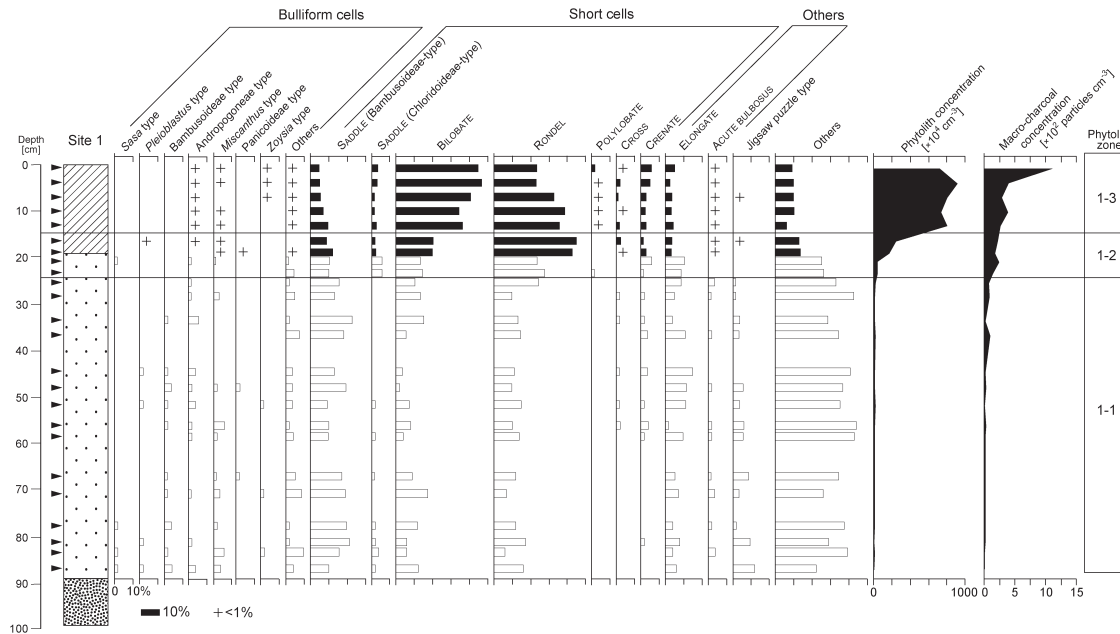 Bulliform cells
Short cells
Others
Depth
[cm]
Site 1
Sasa type
Pleioblastus type
Bambusoideae type
Andropogoneae type
Miscanthus type
Panicoideae type
Zoysia type
Others
SADDLE (Bambusoideae-type)
SADDLE (Chloridoideae-type)
BILOBATE
RONDEL
POLYLOBATE
CROSS
CRENATE
ELONGATE
ACUTE BULBOSUS
Jigsaw puzzle type
Others
Phytolith concentration
[×10⁴ cm⁻³]
Macro-charcoal
concentration
[×10² particles cm⁻³]
Phytolith
zone
0
10
20
30
40
50
60
70
80
90
100
1-3
1-2
1-1
0 10%
0 1000
0 5 10 15
10%
+<1%